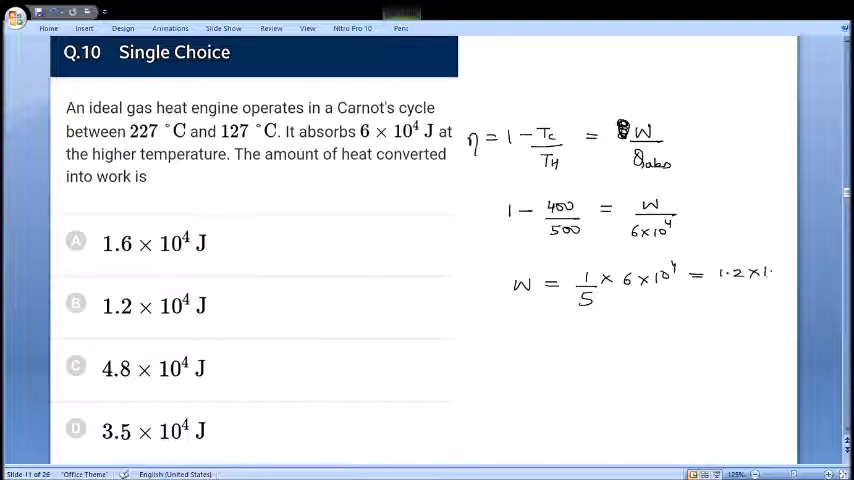 Home Insert Design Animations Slide Show Review View Nitro Pro 10 Pens
Q.10 Single Choice
An ideal gas heat engine operates in a Carnot's cycle
between 227 °C and 127 °C. It absorbs 6 × 10⁴ J at
the higher temperature. The amount of heat converted
into work is
A 1.6 × 10⁴ J
B 1.2 × 10⁴ J
C 4.8 × 10⁴ J
D 3.5 × 10⁴ J
η = 1 - Tc/TH = W/Qabs
1 - 400/500 = W/6×10⁴
W = 1/5 × 6×10⁴ = 1.2×1
Slide 11 of 26 "Office Theme" English (United States) 125%